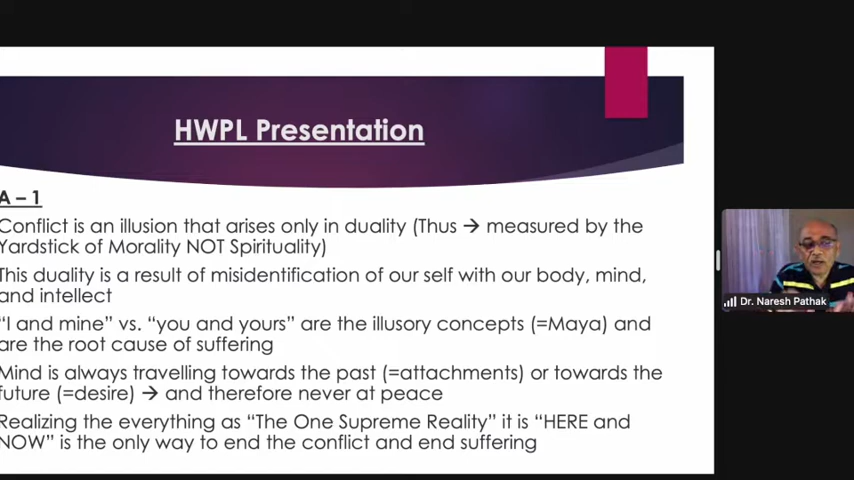 HWPL Presentation
A – 1
Conflict is an illusion that arises only in duality (Thus → measured by the
Yardstick of Morality NOT Spirituality)
This duality is a result of misidentification of our self with our body, mind,
and intellect
“I and mine” vs. “you and yours” are the illusory concepts (=Maya) and
are the root cause of suffering
Mind is always travelling towards the past (=attachments) or towards the
future (=desire) → and therefore never at peace
Realizing the everything as “The One Supreme Reality” it is “HERE and
NOW” is the only way to end the conflict and end suffering
Dr. Naresh Pathak